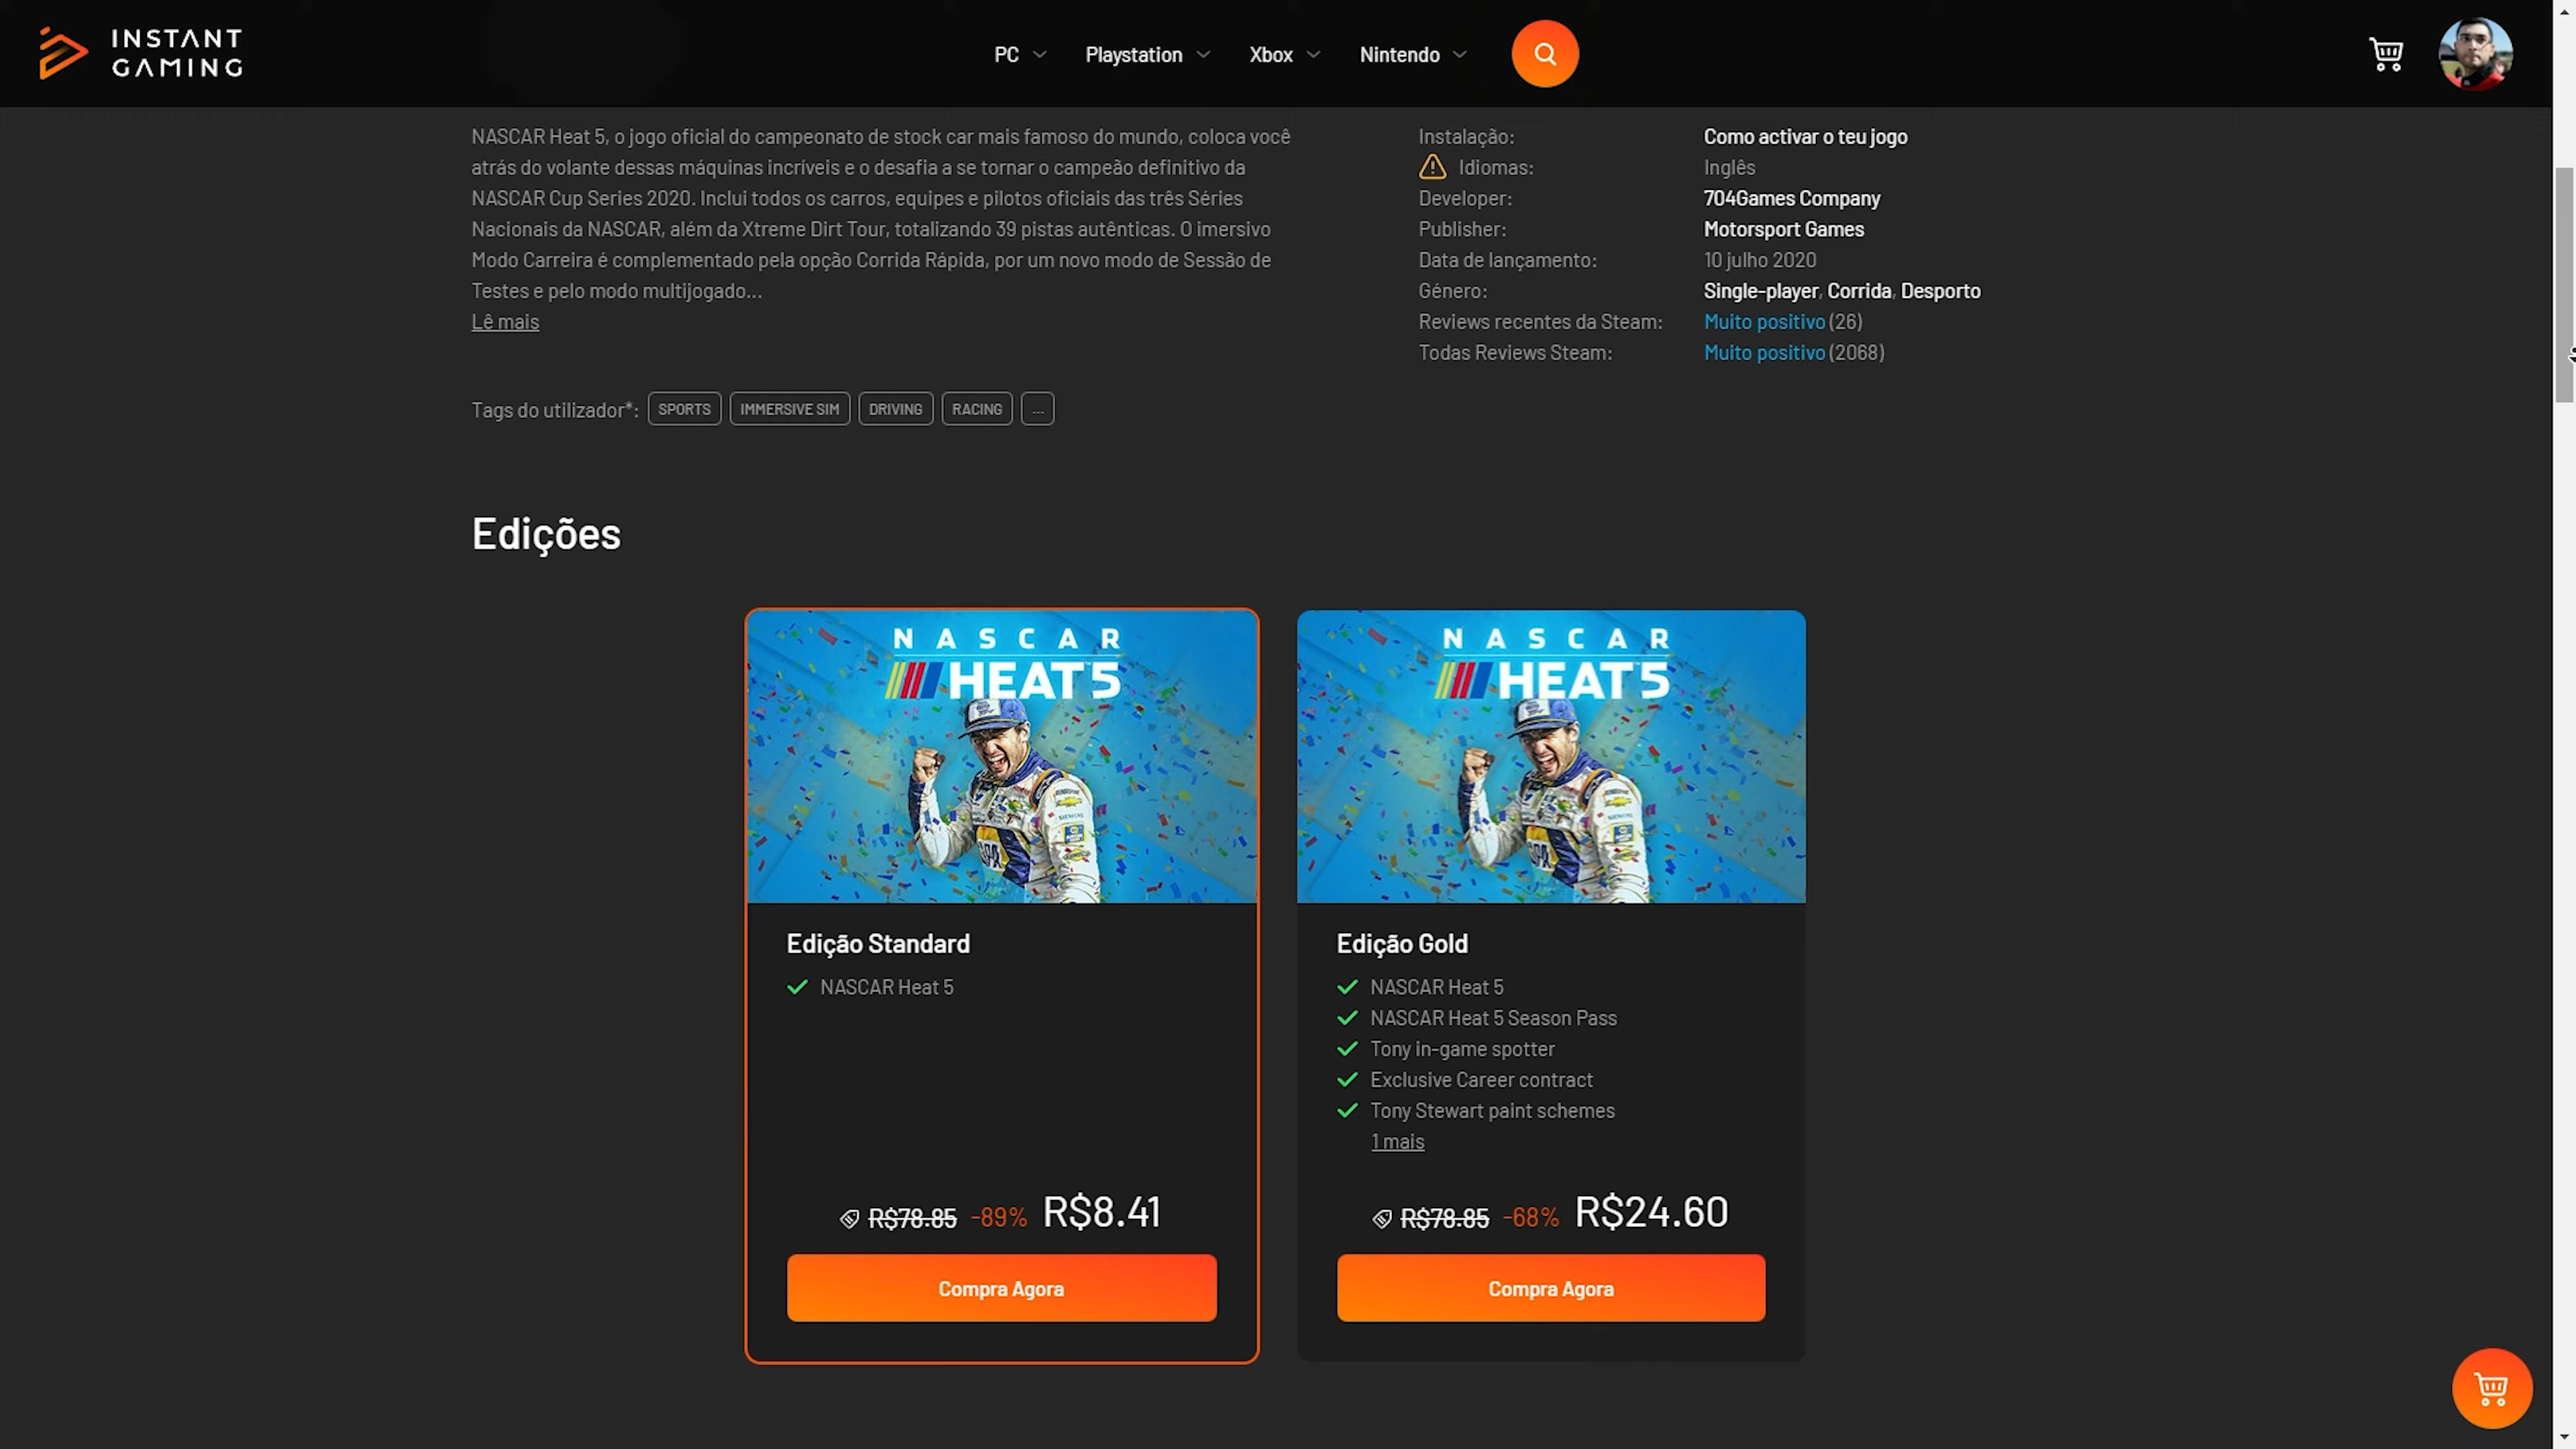 INSTANT GAMING
PC
Playstation
Xbox
Nintendo
NASCAR Heat 5, o jogo oficial do campeonato de stock car mais famoso do mundo, coloca você
atrás do volante dessas máquinas incríveis e o desafia a se tornar o campeão definitivo da
NASCAR Cup Series 2020. Inclui todos os carros, equipes e pilotos oficiais das três Séries
Nacionais da NASCAR, além da Xtreme Dirt Tour, totalizando 39 pistas autênticas. O imersivo
Modo Carreira é complementado pela opção Corrida Rápida, por um novo modo de Sessão de
Testes e pelo modo multijogado...
Lê mais
Tags do utilizador*: SPORTS IMMERSIVE SIM DRIVING RACING ...
Instalação: Como activar o teu jogo
Idiomas: Inglês
Developer: 704Games Company
Publisher: Motorsport Games
Data de lançamento: 10 julho 2020
Género: Single-player, Corrida, Desporto
Reviews recentes da Steam: Muito positivo (26)
Todas Reviews Steam: Muito positivo (2068)
Edições
NASCAR
HEAT 5
Edição Standard
NASCAR Heat 5
R$78.85 -89% R$8.41
Compra Agora
NASCAR
HEAT 5
Edição Gold
NASCAR Heat 5
NASCAR Heat 5 Season Pass
Tony in-game spotter
Exclusive Career contract
Tony Stewart paint schemes
1 mais
R$78.85 -68% R$24.60
Compra Agora